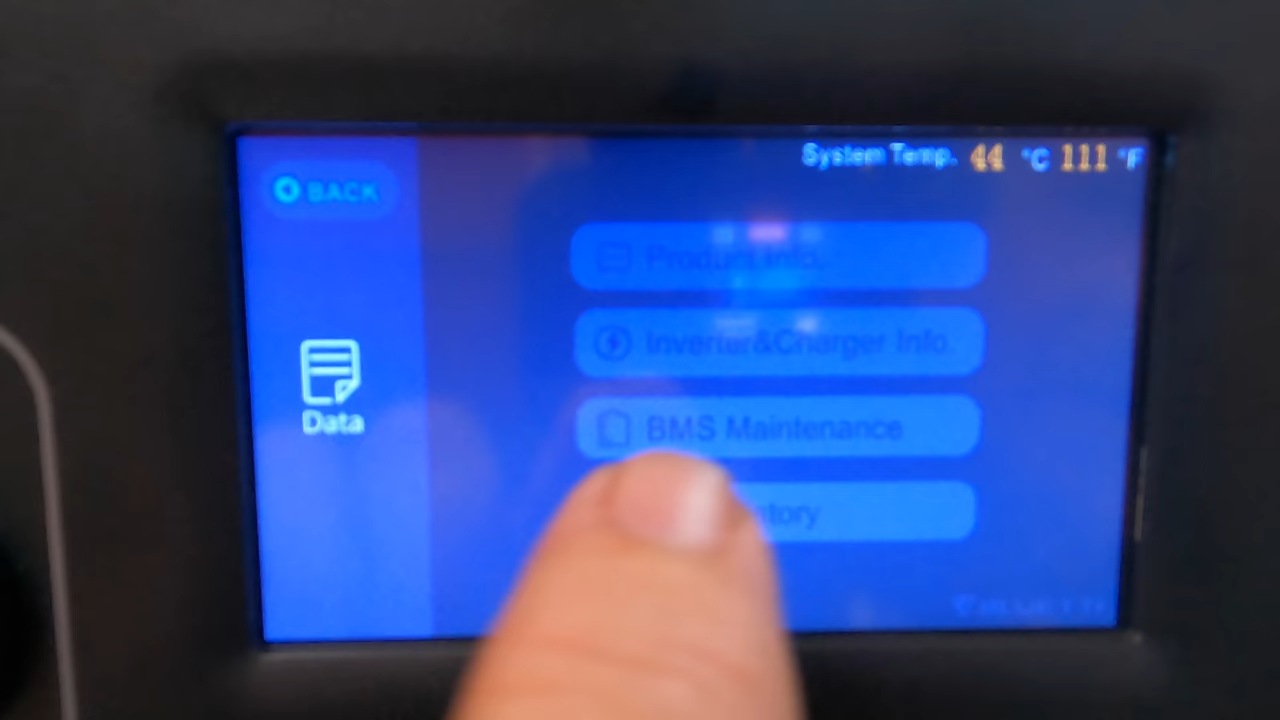 System Temp. 44 °C 111 °F
BACK
Product Info.
Inverter&Charger Info.
BMS Maintenance
Data